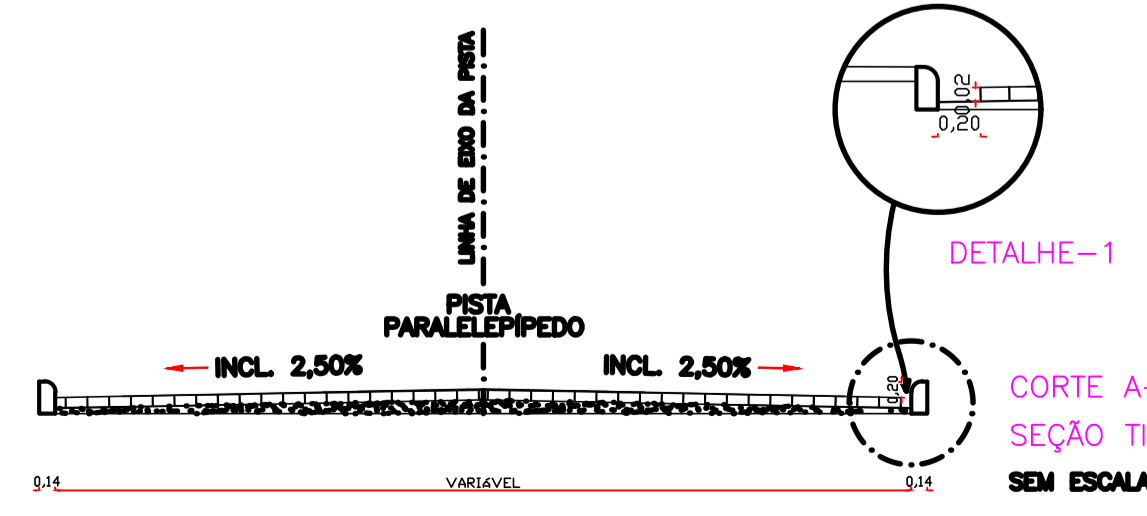 LINHA DE EIXO DA PISTA
0,02
0,20
DETALHE-1
PISTA
PARALELEPÍPEDO
INCL. 2,50%
INCL. 2,50%
0,20
CORTE A-
SEÇÃO TI
SEM ESCALA
0,14
VARIáVEL
0,14